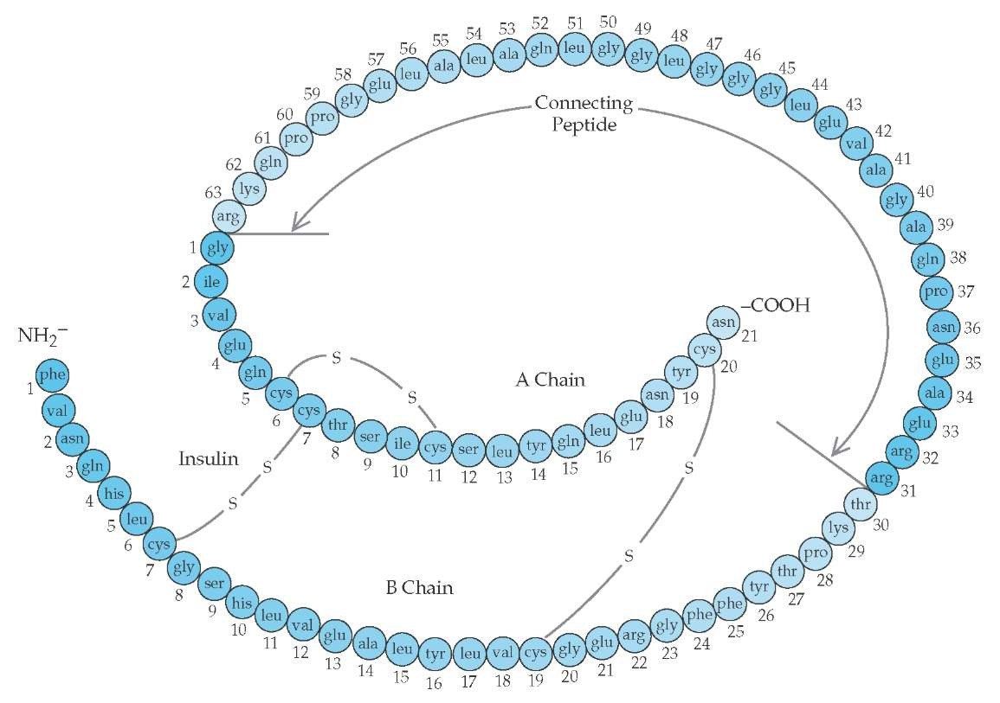 63 62 61 60 59 58 57 56 55 54 53 52 51 50 49 48 47 46 45 44 43 42 41 40 39 38 37 36 35 34 33 32 31
arg lys gln pro pro gly glu leu ala leu ala gln leu gly gly leu gly gly gly leu glu val ala gly ala gln pro asn glu ala glu arg arg
Connecting
Peptide
gly ile val glu gln cys cys thr ser ile cys ser leu tyr gln leu glu asn tyr cys asn
1 2 3 4 5 6 7 8 9 10 11 12 13 14 15 16 17 18 19 20 21
–COOH
S
S
A Chain
NH₂⁻
Insulin
S
S
S
S
B Chain
phe val asn gln his leu cys gly ser his leu val glu ala leu tyr leu val cys gly glu arg gly phe phe tyr thr pro lys thr
1 2 3 4 5 6 7 8 9 10 11 12 13 14 15 16 17 18 19 20 21 22 23 24 25 26 27 28 29 30